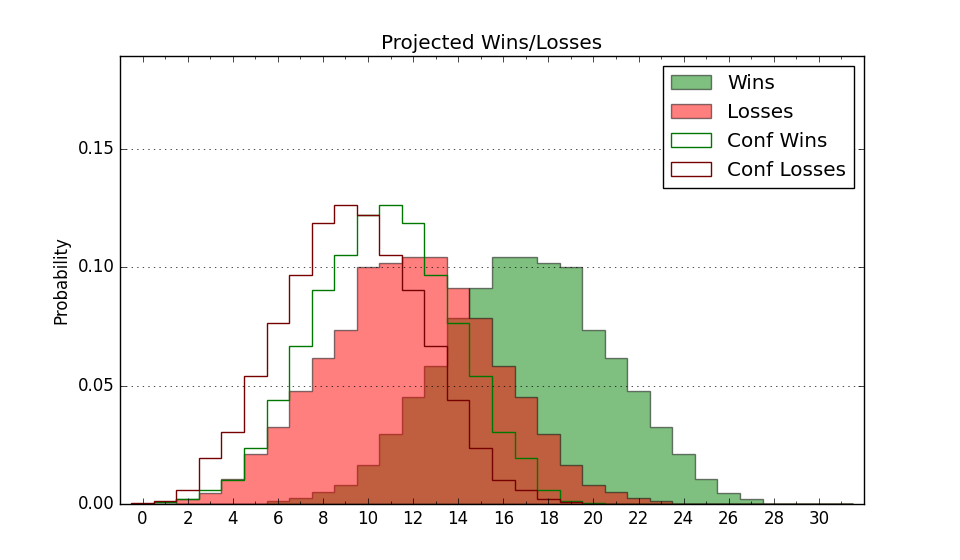 Projected Wins/Losses
Wins
Losses
Conf Wins
Conf Losses
Probability
0.15
0.10
0.05
0.00
0 2 4 6 8 10 12 14 16 18 20 22 24 26 28 30